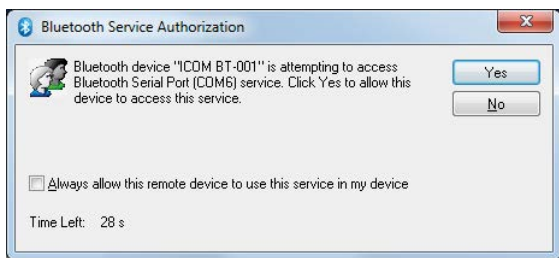 Bluetooth Service Authorization
Bluetooth device "ICOM BT-001" is attempting to access
Bluetooth Serial Port (COM6) service. Click Yes to allow this
device to access this service.
Yes
No
Always allow this remote device to use this service in my device
Time Left: 28 s